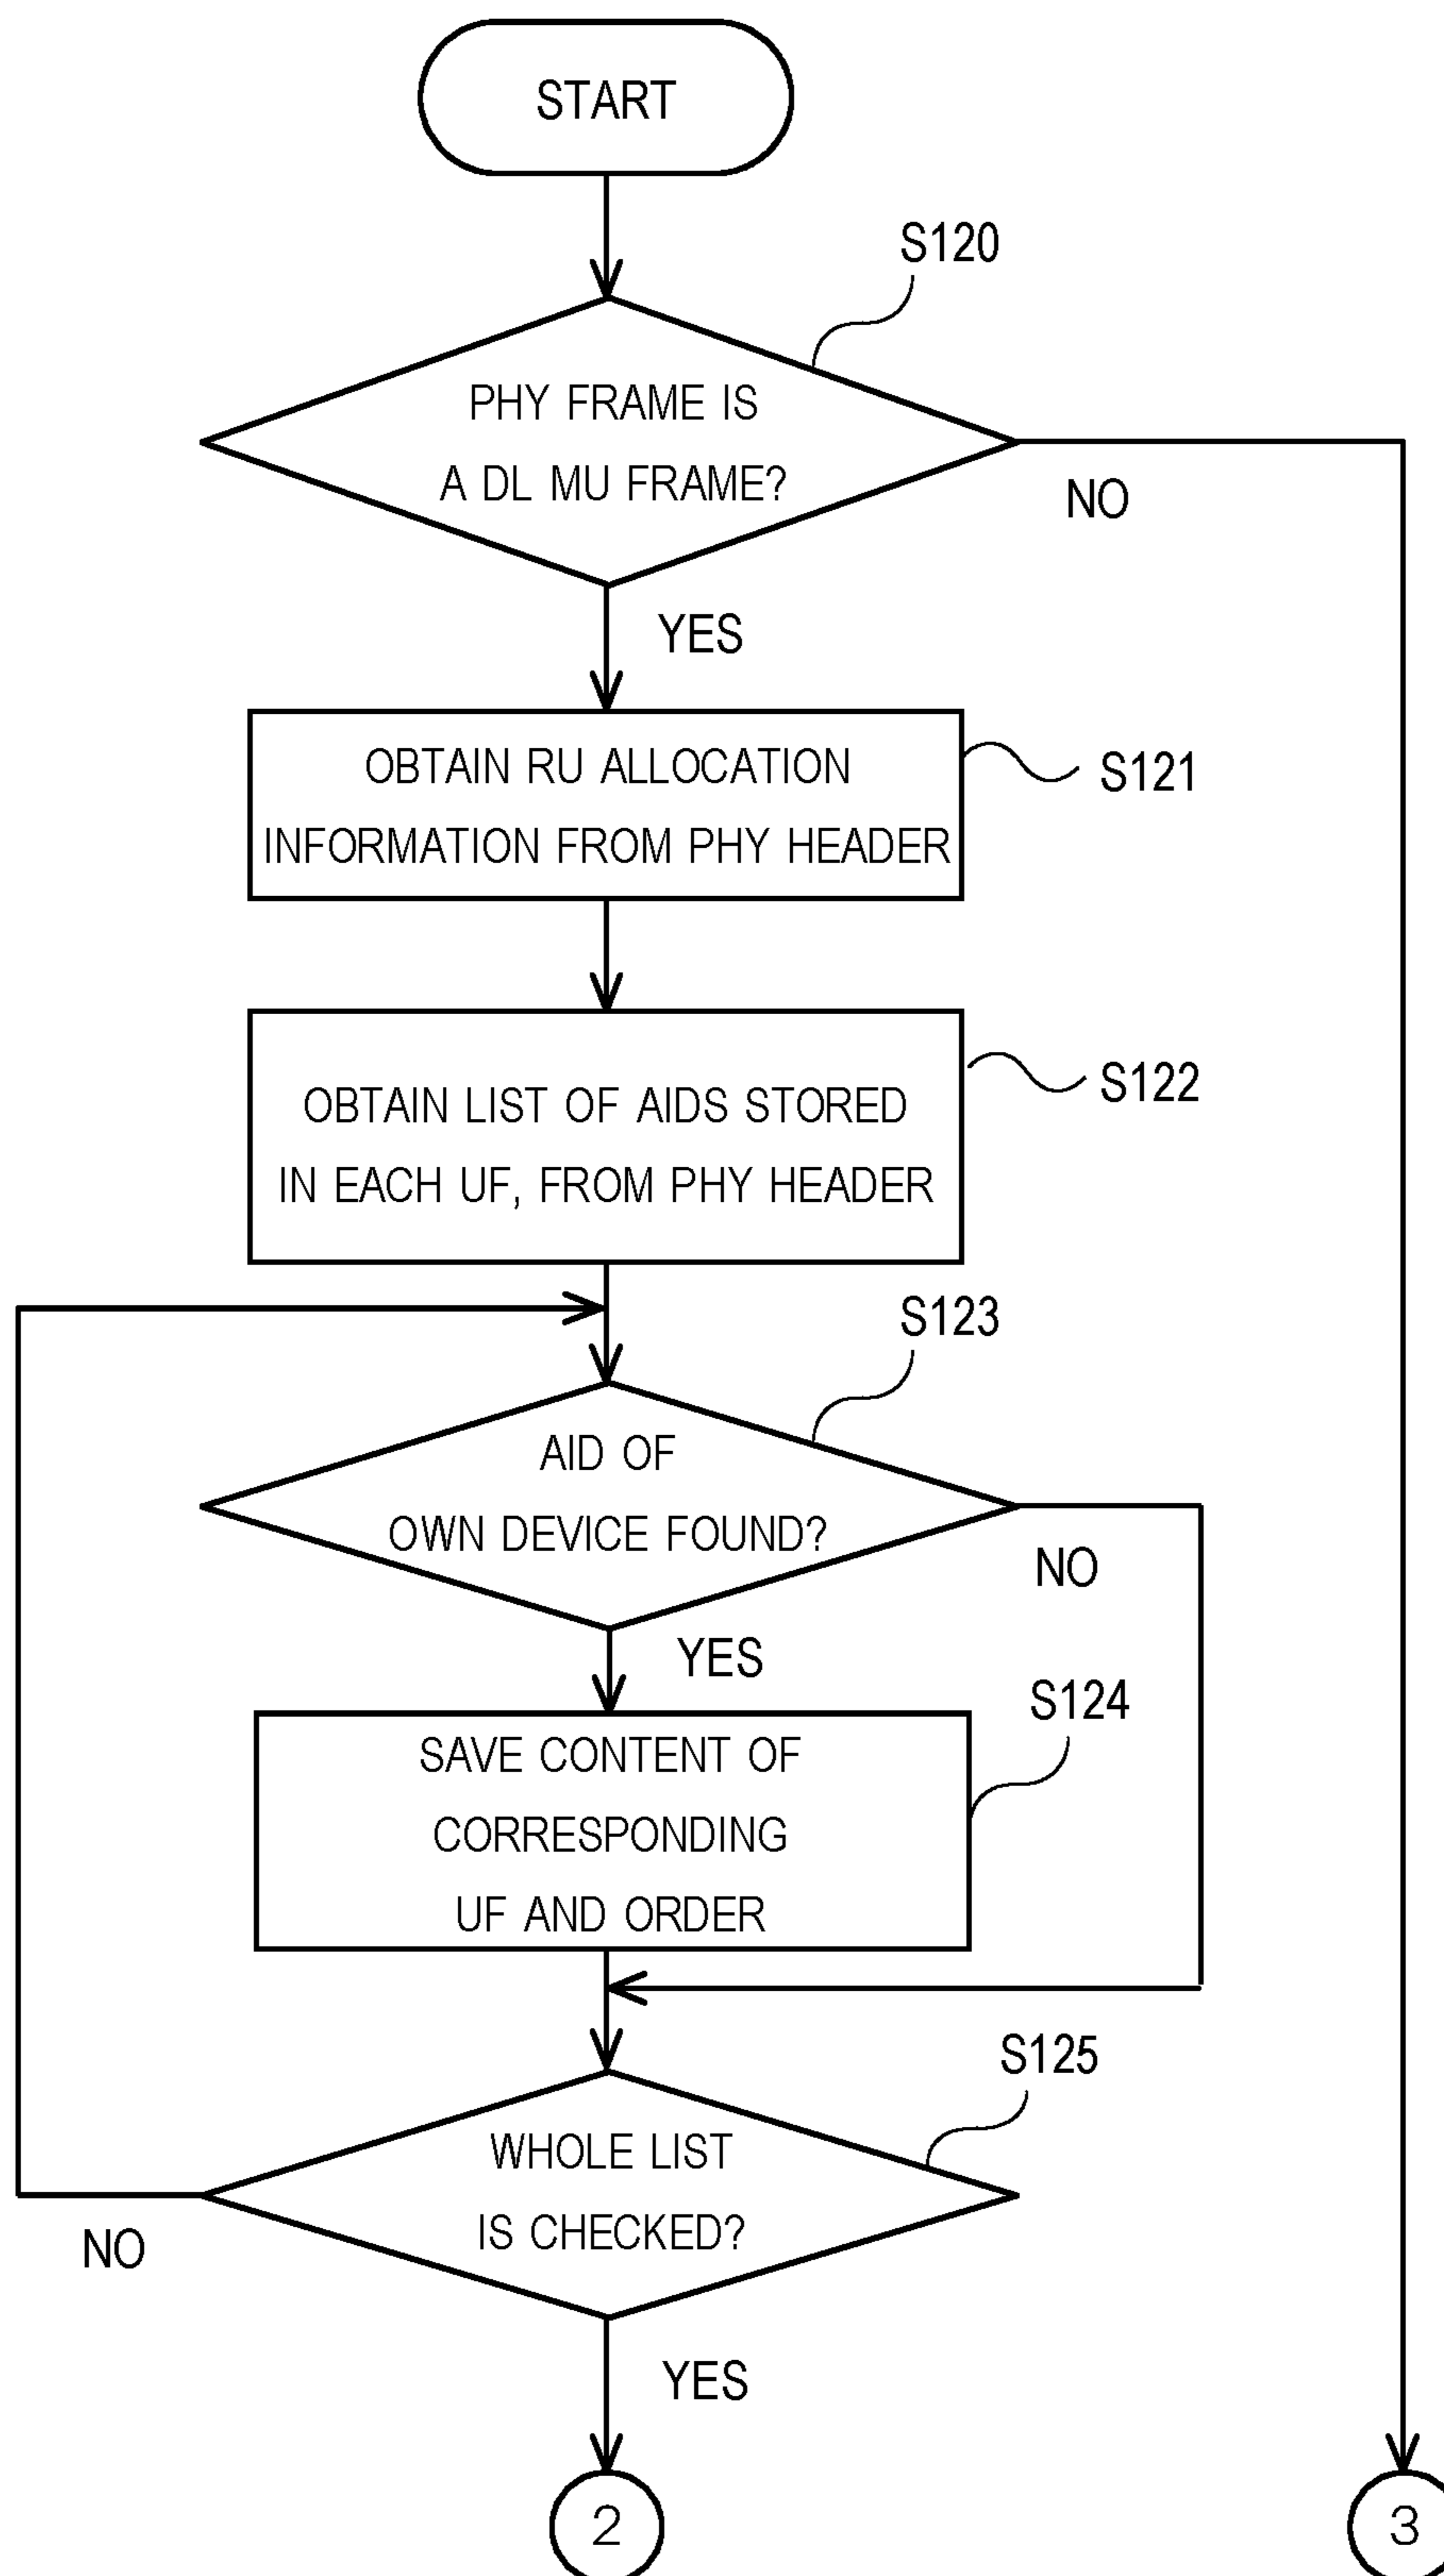 START
S120
PHY FRAME IS
A DL MU FRAME?
NO
YES
OBTAIN RU ALLOCATION
INFORMATION FROM PHY HEADER
S121
OBTAIN LIST OF AIDS STORED
IN EACH UF, FROM PHY HEADER
S122
S123
AID OF
OWN DEVICE FOUND?
NO
YES
S124
SAVE CONTENT OF
CORRESPONDING
UF AND ORDER
S125
WHOLE LIST
IS CHECKED?
NO
YES
2
3